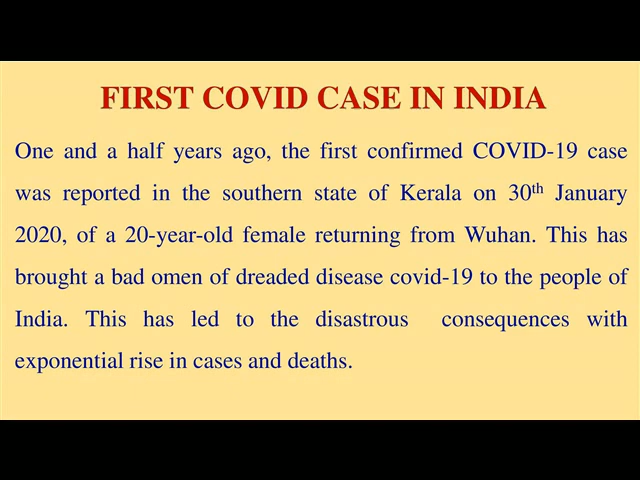 FIRST COVID CASE IN INDIA
One and a half years ago, the first confirmed COVID-19 case
was reported in the southern state of Kerala on 30th January
2020, of a 20-year-old female returning from Wuhan. This has
brought a bad omen of dreaded disease covid-19 to the people of
India. This has led to the disastrous consequences with
exponential rise in cases and deaths.